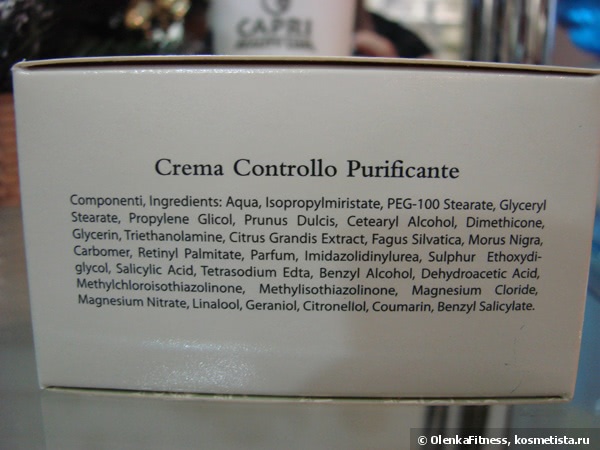 CAPRI
Crema Controllo Purificante
Componenti, Ingredients: Aqua, Isopropylmiristate, PEG-100 Stearate, Glyceryl
Stearate, Propylene Glicol, Prunus Dulcis, Cetearyl Alcohol, Dimethicone,
Glycerin, Triethanolamine, Citrus Grandis Extract, Fagus Silvatica, Morus Nigra,
Carbomer, Retinyl Palmitate, Parfum, Imidazolidinylurea, Sulphur Ethoxydi-
glycol, Salicylic Acid, Tetrasodium Edta, Benzyl Alcohol, Dehydroacetic Acid,
Methylchloroisothiazolinone, Methylisothiazolinone, Magnesium Cloride,
Magnesium Nitrate, Linalool, Geraniol, Citronellol, Coumarin, Benzyl Salicylate.
© OlenkaFitness, kosmetista.ru